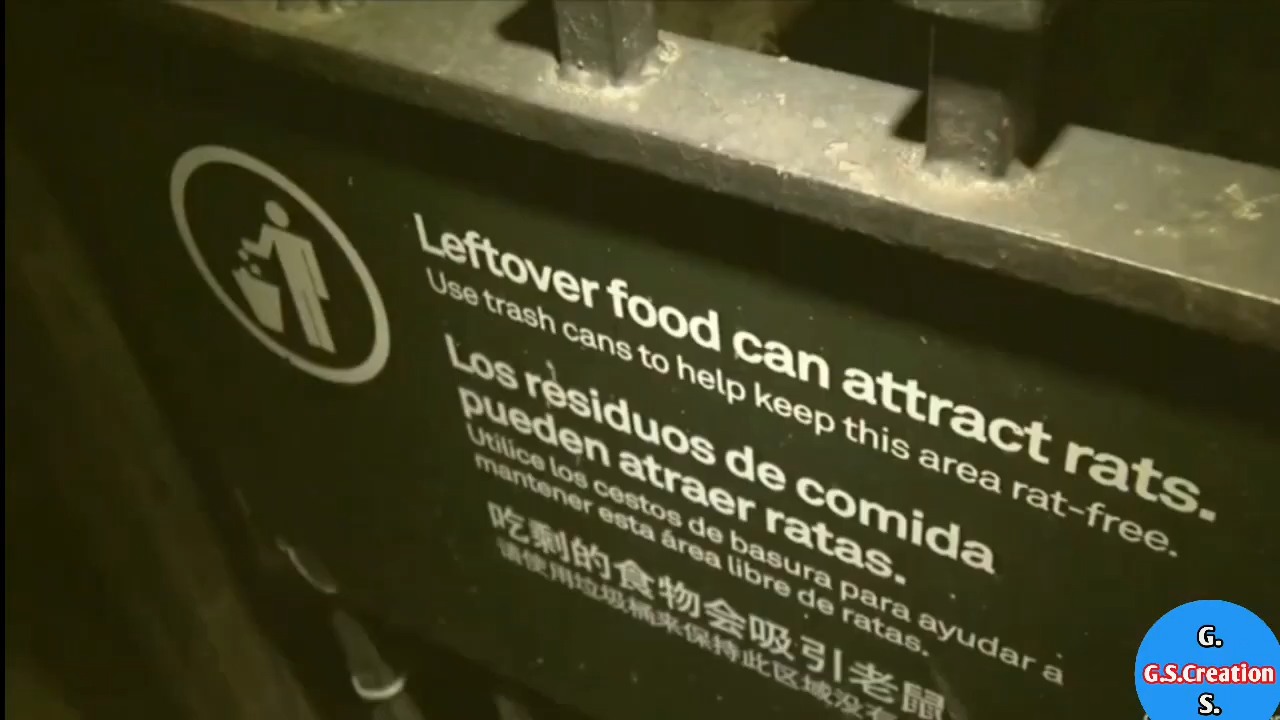 Leftover food can attract rats.
Use trash cans to help keep this area rat-free.
Los residuos de comida
pueden atraer ratas.
Utilice los cestos de basura para ayudar a
mantener esta área libre de ratas.
吃剩的食物会吸引老鼠
请使用垃圾桶来保持此区域没有
G.
G.S.Creation
S.